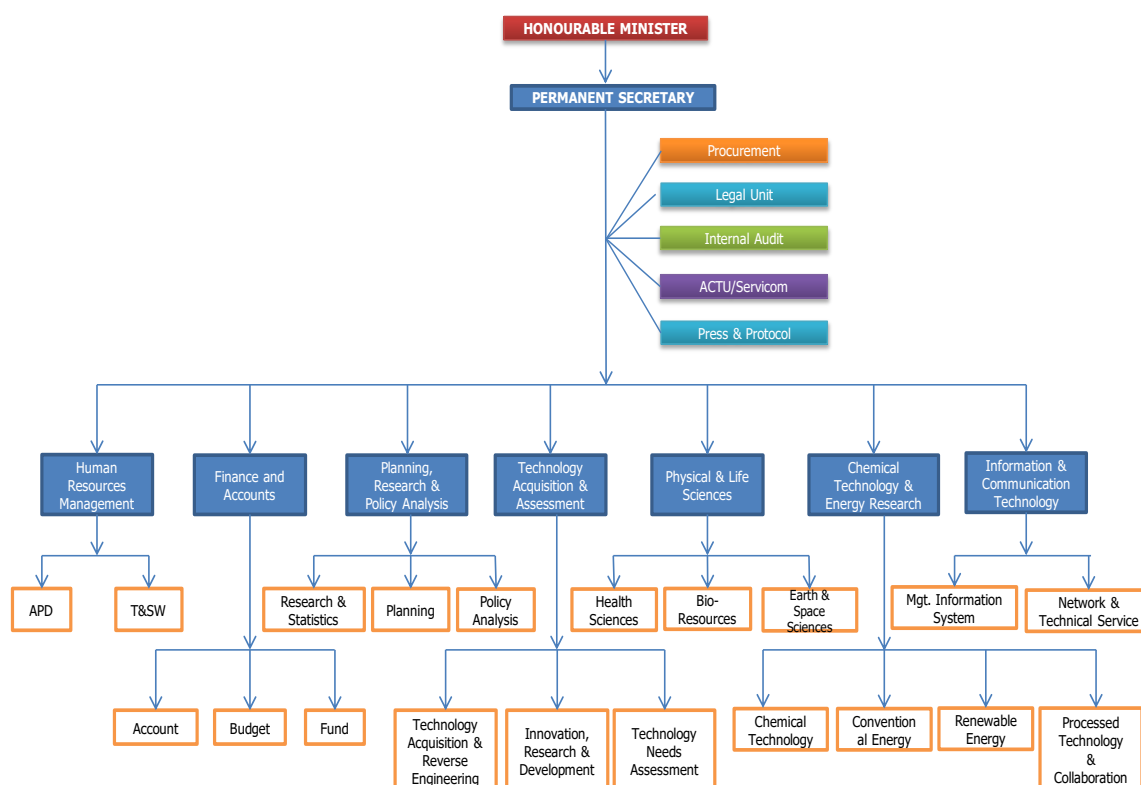 HONOURABLE MINISTER
PERMANENT SECRETARY
Procurement
Legal Unit
Internal Audit
ACTU/Servicom
Press & Protocol
Human
Resources
Management
Finance and
Accounts
Planning,
Research &
Policy Analysis
Technology
Acquisition &
Assessment
Physical & Life
Sciences
Chemical
Technology &
Energy Research
Information &
Communication
Technology
APD
T&SW
Research &
Statistics
Planning
Policy
Analysis
Health
Sciences
Bio-
Resources
Earth &
Space
Sciences
Mgt. Information
System
Network &
Technical Service
Account
Budget
Fund
Technology
Acquisition &
Reverse
Engineering
Innovation,
Research &
Development
Technology
Needs
Assessment
Chemical
Technology
Convention
al Energy
Renewable
Energy
Processed
Technology
&
Collaboration